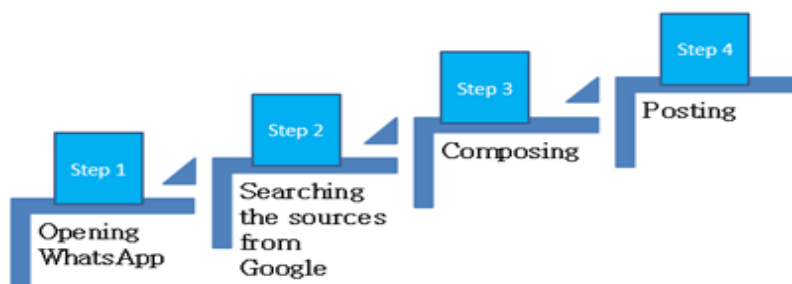 Step 1
Opening
WhatsApp
Step 2
Searching
the sources
from
Google
Step 3
Composing
Step 4
Posting